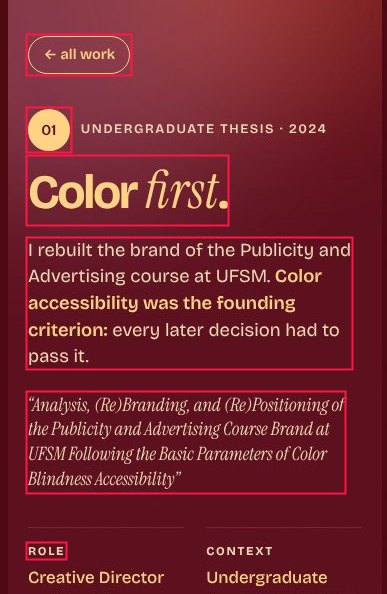 ← all work
01 UNDERGRADUATE THESIS · 2024
Color first.
I rebuilt the brand of the Publicity and
Advertising course at UFSM. Color
accessibility was the founding
criterion: every later decision had to
pass it.
“Analysis, (Re)Branding, and (Re)Positioning of
the Publicity and Advertising Course Brand at
UFSM Following the Basic Parameters of Color
Blindness Accessibility”
ROLE CONTEXT
Creative Director Undergraduate